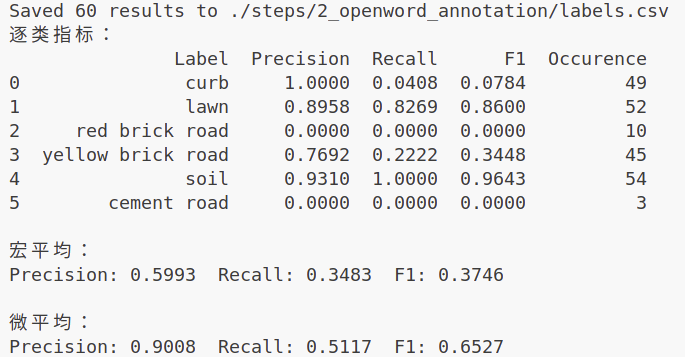 Saved 60 results to ./steps/2_openword_annotation/labels.csv
逐类指标：
Label Precision Recall F1 Occurence
0 curb 1.0000 0.0408 0.0784 49
1 lawn 0.8958 0.8269 0.8600 52
2 red brick road 0.0000 0.0000 0.0000 10
3 yellow brick road 0.7692 0.2222 0.3448 45
4 soil 0.9310 1.0000 0.9643 54
5 cement road 0.0000 0.0000 0.0000 3
宏平均：
Precision: 0.5993 Recall: 0.3483 F1: 0.3746
微平均：
Precision: 0.9008 Recall: 0.5117 F1: 0.6527